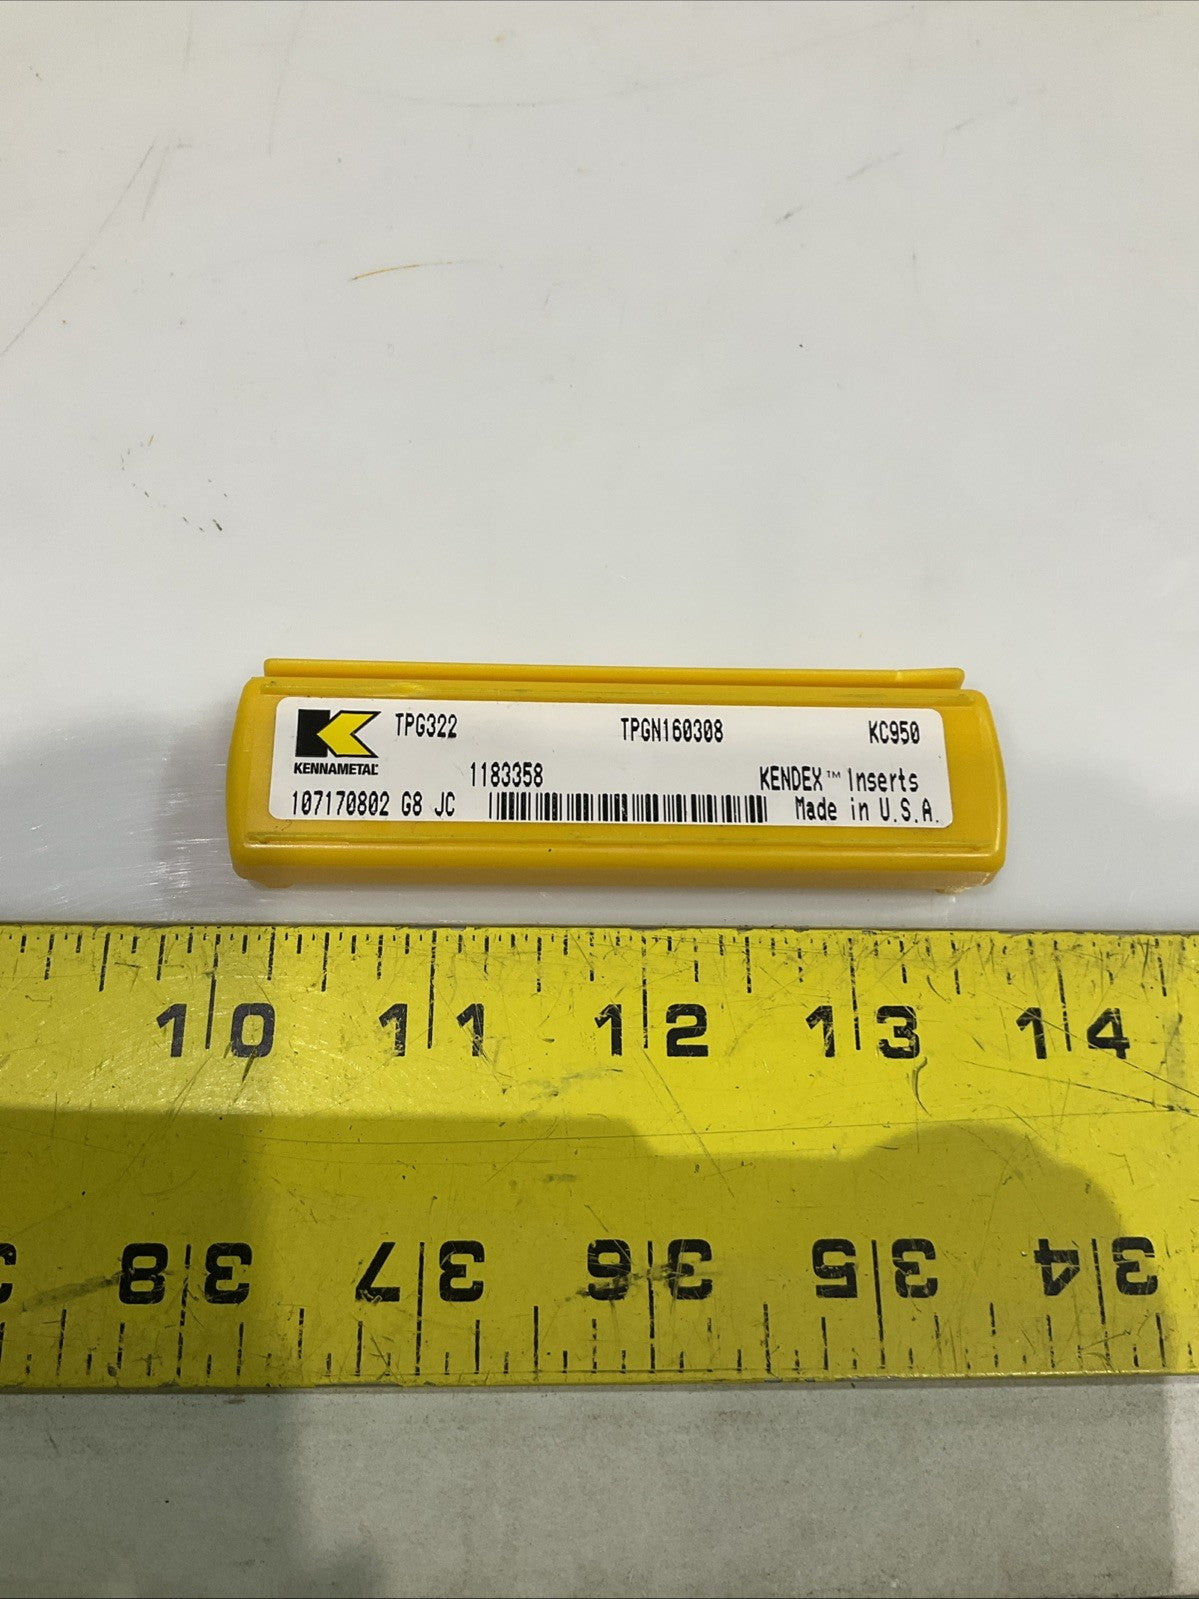 TPG322 TPGN160308 KC950
KENNAMETAL
1183358 KENDEX™ Inserts
107170802 G8 JC Made in U.S.A.
10 11 12 13 14
38 37 36 35 34